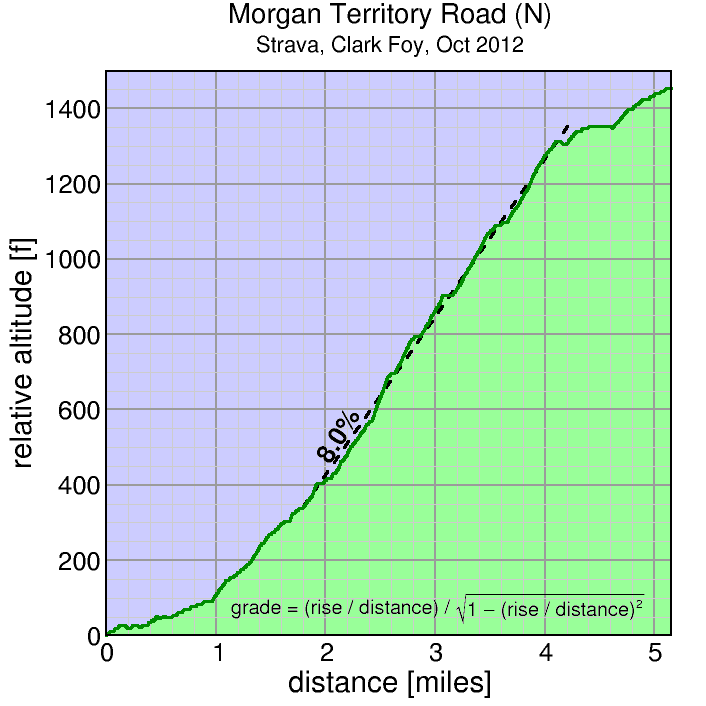 Morgan Territory Road (N)
Strava, Clark Foy, Oct 2012
relative altitude [f]
1400
1200
1000
800
600
400
200
0
8.0%
grade = (rise / distance) / √1 − (rise / distance)²
0 1 2 3 4 5
distance [miles]